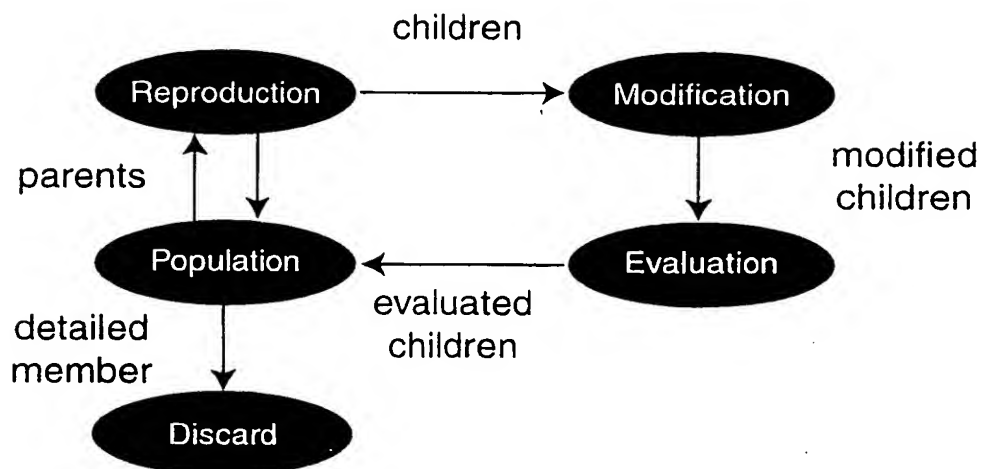 children
Reproduction
Modification
parents
modified
children
Population
Evaluation
evaluated
children
detailed
member
Discard